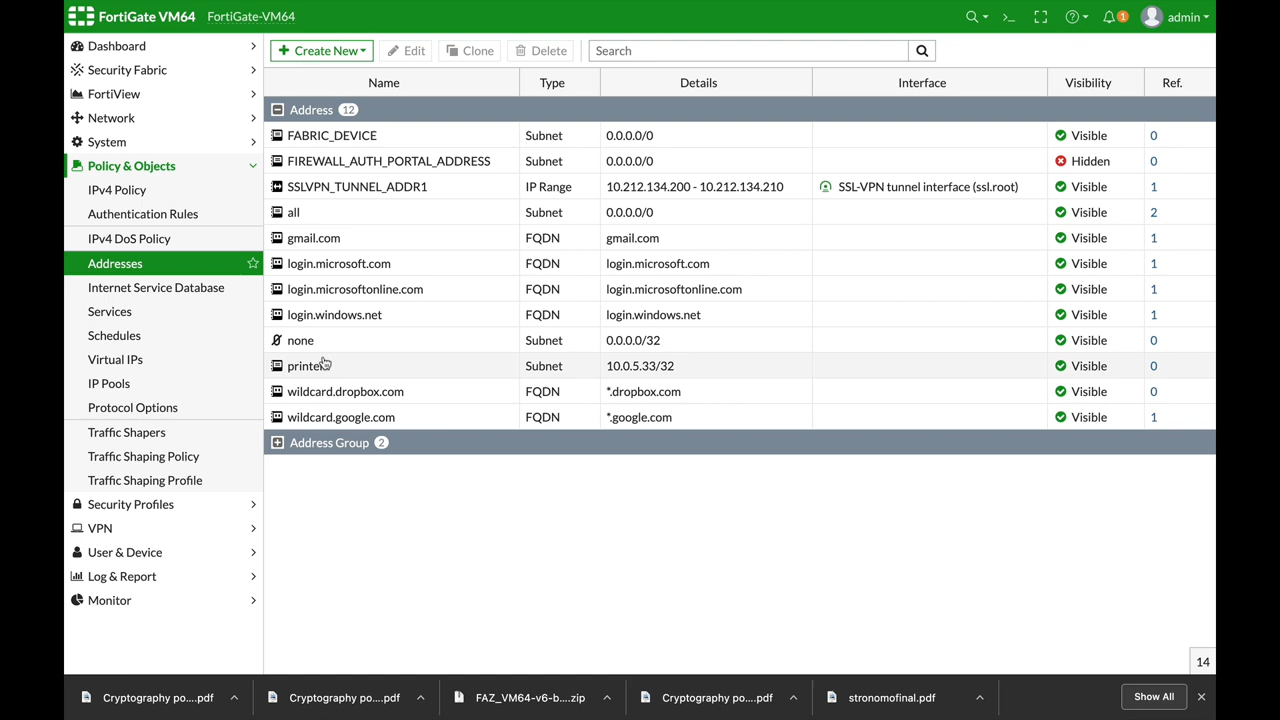 FortiGate VM64 FortiGate-VM64 1 admin
Dashboard
Security Fabric
FortiView
Network
System
Policy & Objects
IPv4 Policy
Authentication Rules
IPv4 DoS Policy
Addresses
Internet Service Database
Services
Schedules
Virtual IPs
IP Pools
Protocol Options
Traffic Shapers
Traffic Shaping Policy
Traffic Shaping Profile
Security Profiles
VPN
User & Device
Log & Report
Monitor
Create New Edit Clone Delete Search
Name Type Details Interface Visibility Ref.
Address 12
FABRIC_DEVICE Subnet 0.0.0.0/0 Visible 0
FIREWALL_AUTH_PORTAL_ADDRESS Subnet 0.0.0.0/0 Hidden 0
SSLVPN_TUNNEL_ADDR1 IP Range 10.212.134.200 - 10.212.134.210 SSL-VPN tunnel interface (ssl.root) Visible 1
all Subnet 0.0.0.0/0 Visible 2
gmail.com FQDN gmail.com Visible 1
login.microsoft.com FQDN login.microsoft.com Visible 1
login.microsoftonline.com FQDN login.microsoftonline.com Visible 1
login.windows.net FQDN login.windows.net Visible 1
none Subnet 0.0.0.0/32 Visible 0
printer Subnet 10.0.5.33/32 Visible 0
wildcard.dropbox.com FQDN *.dropbox.com Visible 0
wildcard.google.com FQDN *.google.com Visible 1
Address Group 2
14
Cryptography po....pdf Cryptography po....pdf FAZ_VM64-v6-b....zip Cryptography po....pdf stronomofinal.pdf Show All